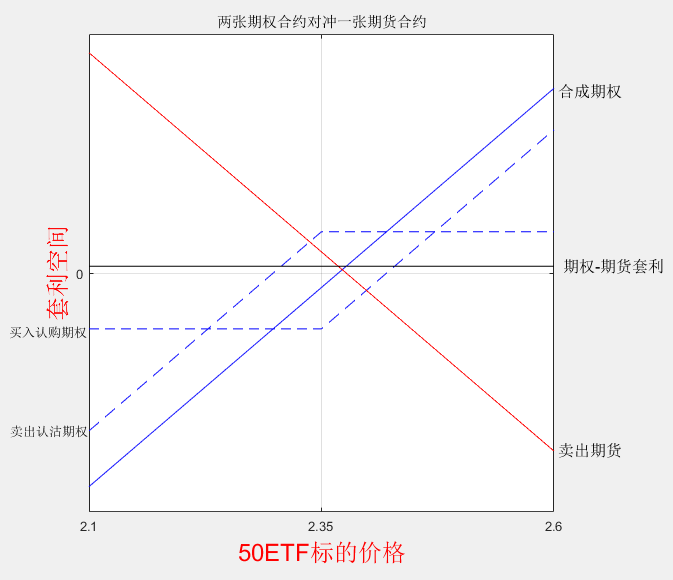 两张期权合约对冲一张期货合约
合成期权
套利空间
期权-期货套利
0
买入认购期权
卖出认沽期权
卖出期货
2.1
2.35
2.6
50ETF标的价格